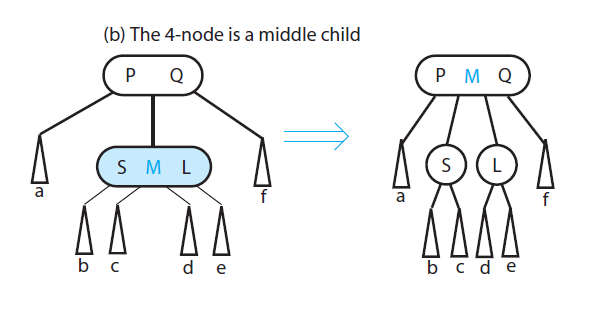 (b) The 4-node is a middle child
P Q
P M Q
S M L
S L
a
f
a
f
b c d e
b c d e